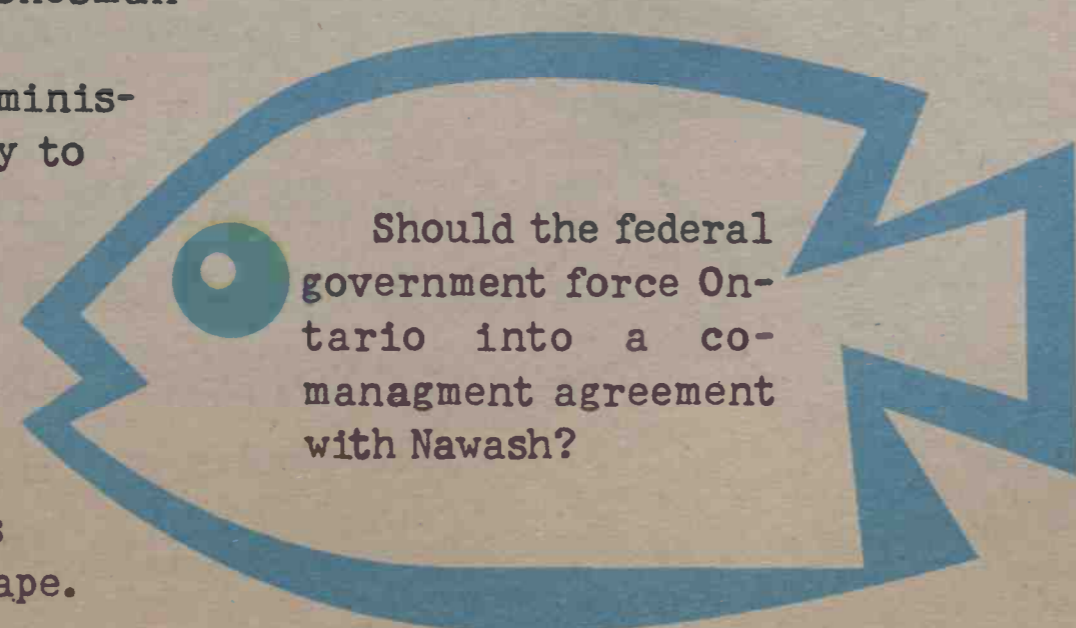 minis-
y to
Should the federal
government force On-
tario into a co-
managment agreement
with Nawash?
s
ape.